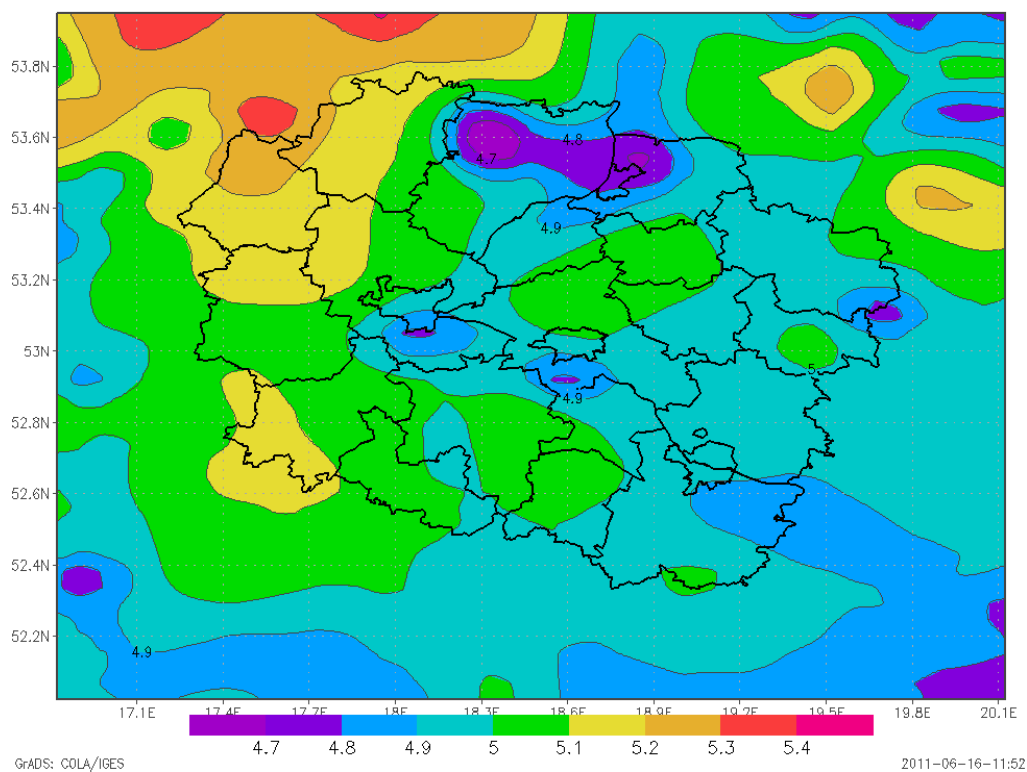 53.8N
53.6N
53.4N
53.2N
53N
52.8N
52.6N
52.4N
52.2N
4.8
4.7
4.9
5
4.9
4.9
17.1E 17.4E 17.7E 18E 18.3E 18.6E 18.9E 19.2E 19.5E 19.8E 20.1E
4.7 4.8 4.9 5 5.1 5.2 5.3 5.4
GrADS: COLA/IGES 2011-06-16-11:52